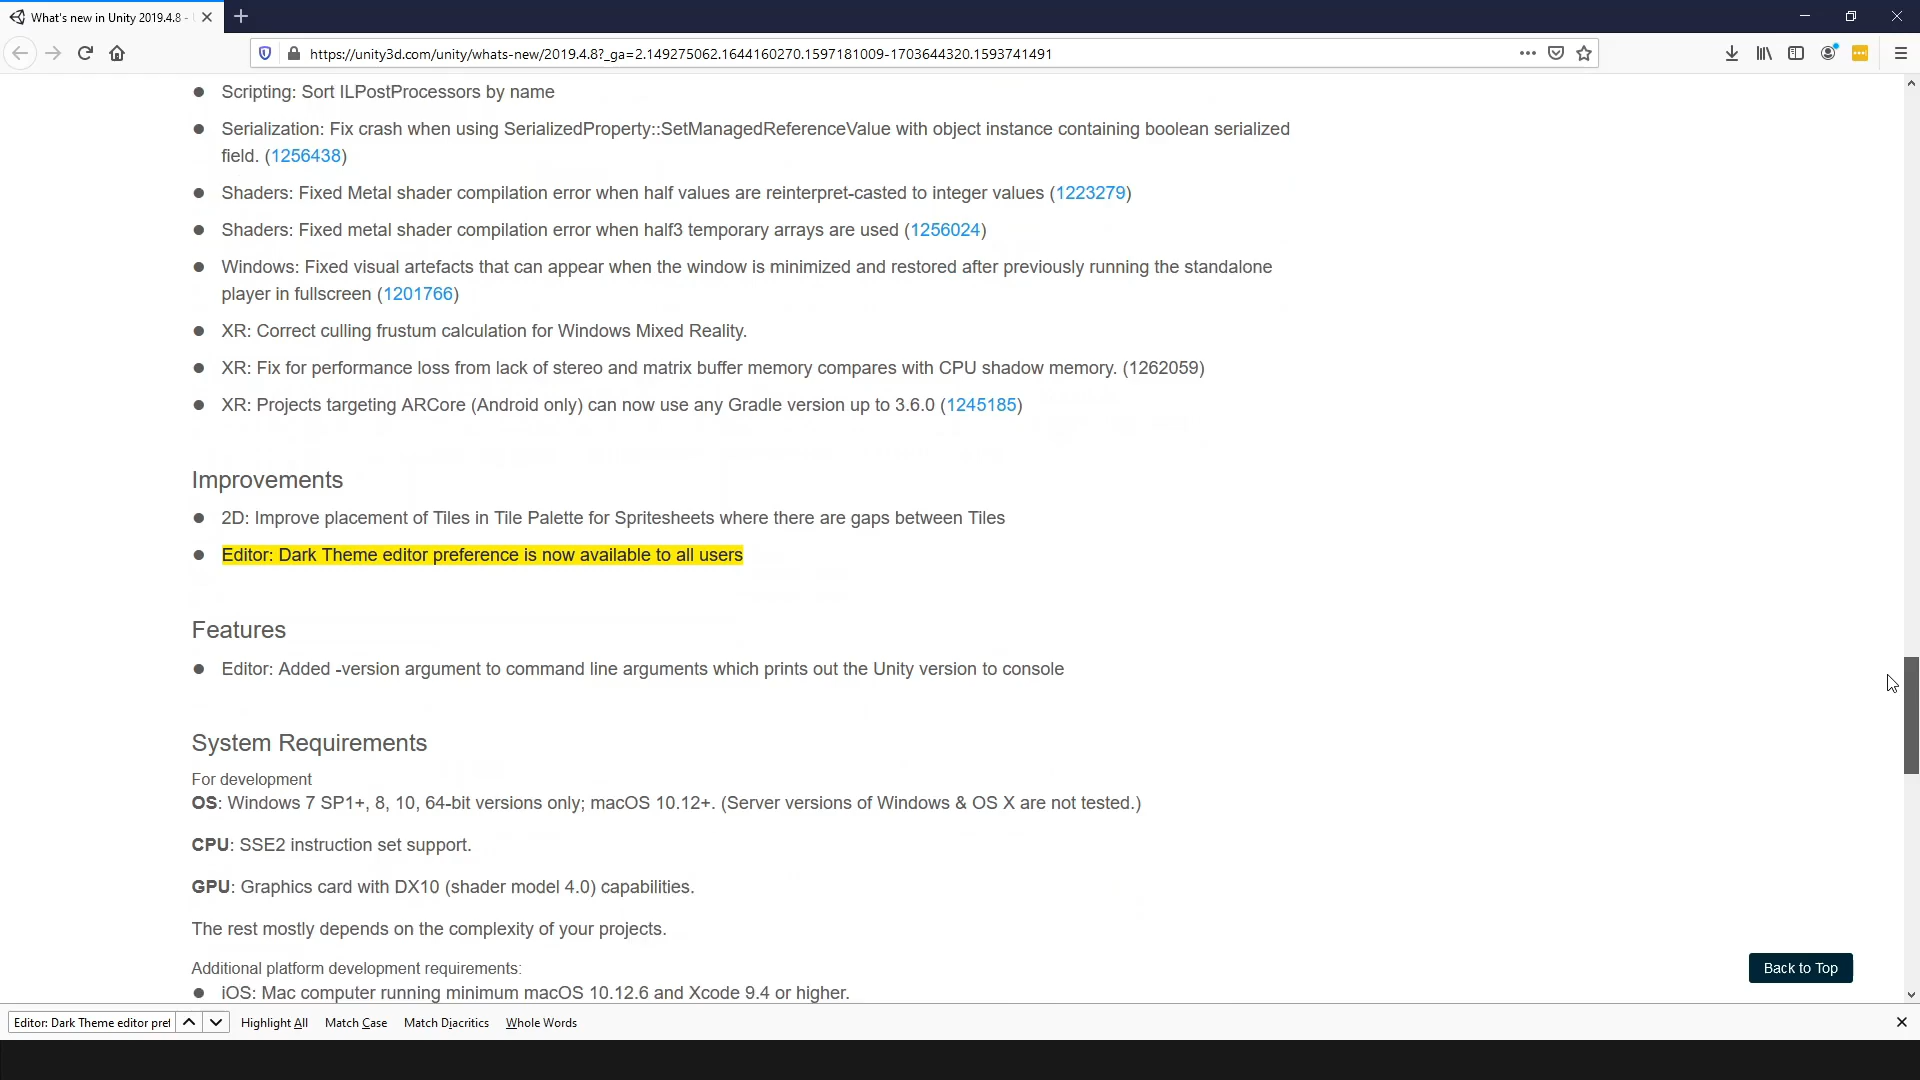 What's new in Unity 2019.4.8 -
https://unity3d.com/unity/whats-new/2019.4.8?_ga=2.149275062.1644160270.1597181009-1703644320.1593741491
Scripting: Sort ILPostProcessors by name
Serialization: Fix crash when using SerializedProperty::SetManagedReferenceValue with object instance containing boolean serialized
field. (1256438)
Shaders: Fixed Metal shader compilation error when half values are reinterpret-casted to integer values (1223279)
Shaders: Fixed metal shader compilation error when half3 temporary arrays are used (1256024)
Windows: Fixed visual artefacts that can appear when the window is minimized and restored after previously running the standalone
player in fullscreen (1201766)
XR: Correct culling frustum calculation for Windows Mixed Reality.
XR: Fix for performance loss from lack of stereo and matrix buffer memory compares with CPU shadow memory. (1262059)
XR: Projects targeting ARCore (Android only) can now use any Gradle version up to 3.6.0 (1245185)
Improvements
2D: Improve placement of Tiles in Tile Palette for Spritesheets where there are gaps between Tiles
Editor: Dark Theme editor preference is now available to all users
Features
Editor: Added -version argument to command line arguments which prints out the Unity version to console
System Requirements
For development
OS: Windows 7 SP1+, 8, 10, 64-bit versions only; macOS 10.12+. (Server versions of Windows & OS X are not tested.)
CPU: SSE2 instruction set support.
GPU: Graphics card with DX10 (shader model 4.0) capabilities.
The rest mostly depends on the complexity of your projects.
Additional platform development requirements:
Back to Top
iOS: Mac computer running minimum macOS 10.12.6 and Xcode 9.4 or higher.
Editor: Dark Theme editor pref Highlight All Match Case Match Diacritics Whole Words